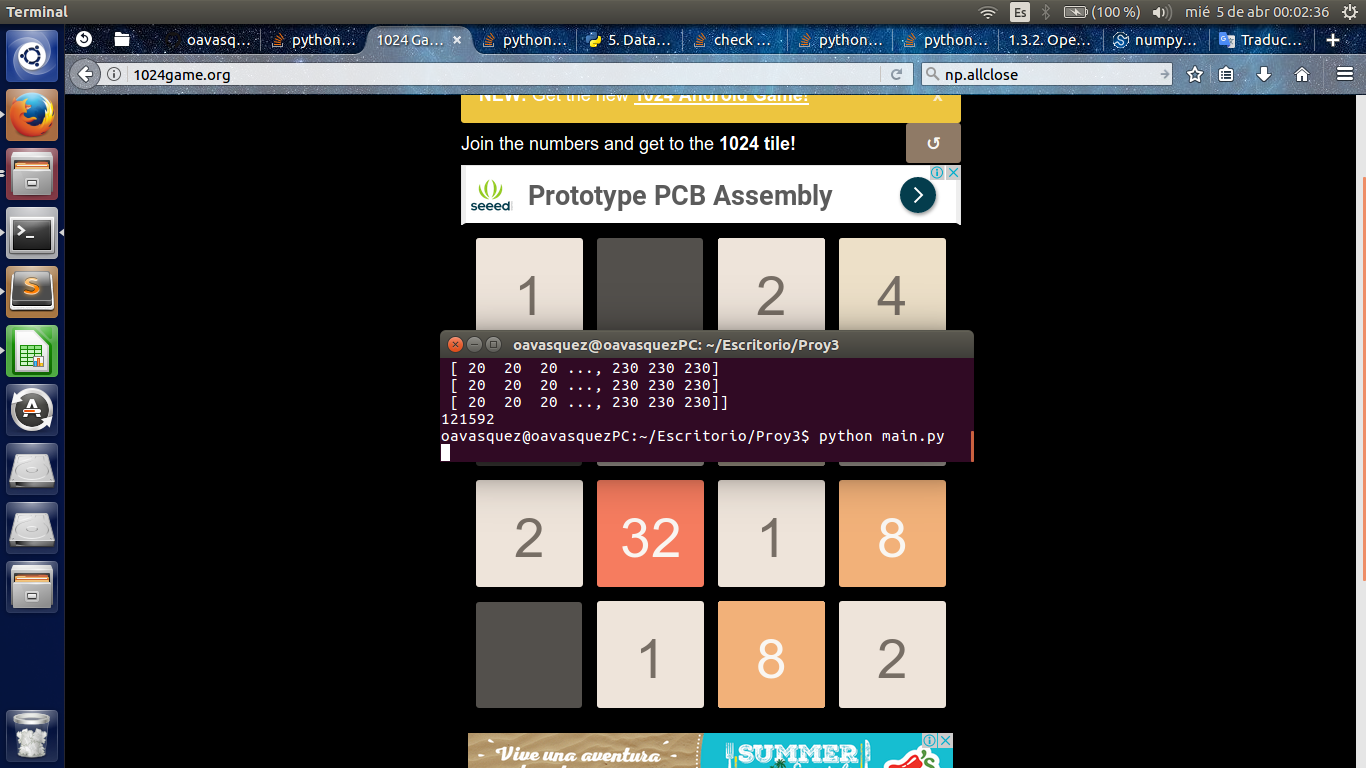 Terminal
Es
(100 %)
mié 5 de abr 00:02:36
oavasq...
python...
1024 Ga...
python...
5. Data...
check ...
python...
python...
1.3.2. Ope...
numpy...
Traduc...
1024game.org
np.allclose
NEW: Get the new 1024 Android Game!
x
Join the numbers and get to the 1024 tile!
seeed
Prototype PCB Assembly
1
2
4
oavasquez@oavasquezPC: ~/Escritorio/Proy3
[ 20 20 20 ..., 230 230 230]
[ 20 20 20 ..., 230 230 230]
[ 20 20 20 ..., 230 230 230]]
121592
oavasquez@oavasquezPC:~/Escritorio/Proy3$ python main.py
2
32
1
8
1
8
2
Vive una aventura
SUMMER